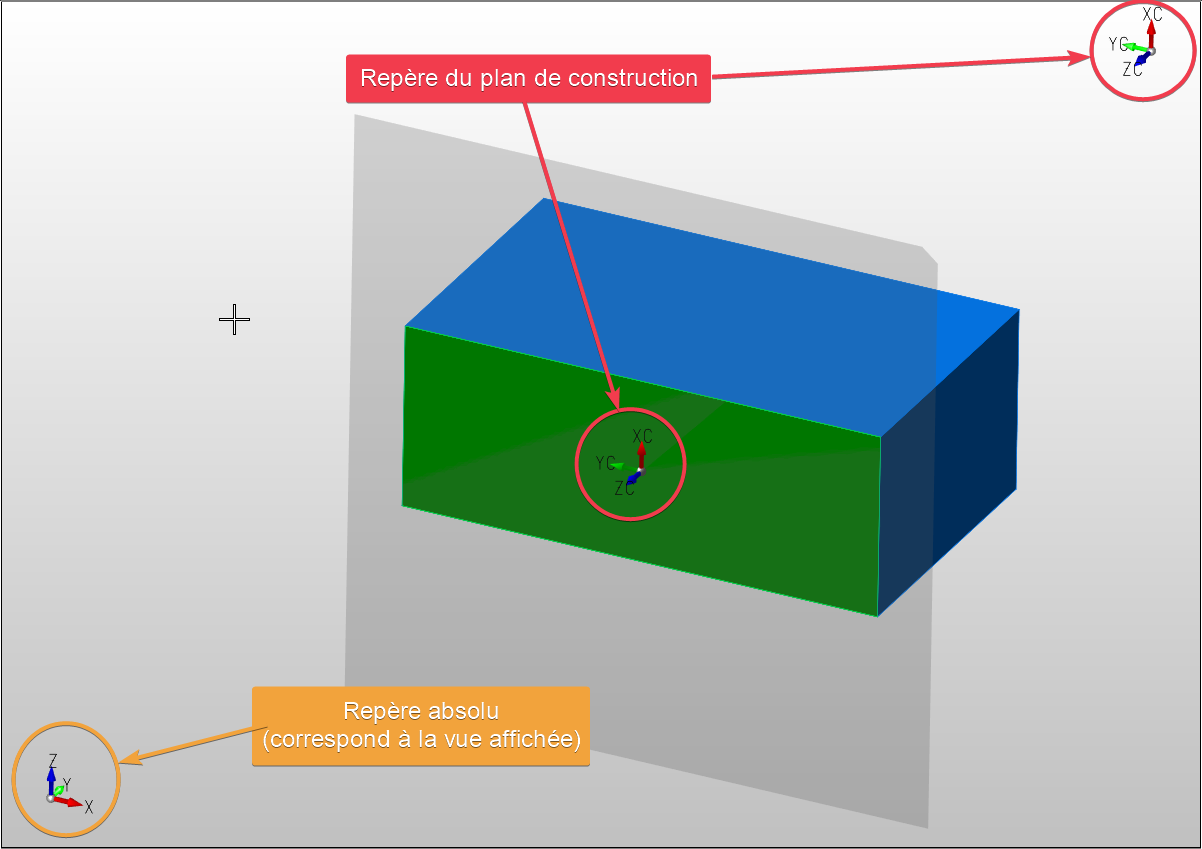 XC
YC
ZC
Repère du plan de construction
XC
YC
ZC
Repère absolu
(correspond à la vue affichée)
Z
Y
X